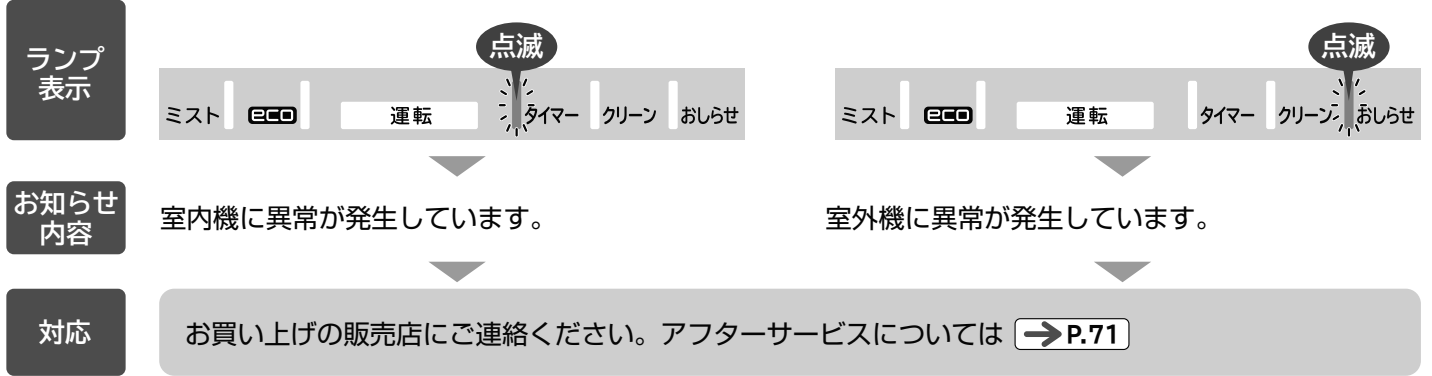 ランプ
表示
点滅
ミスト eco 運転 タイマー クリーン おしらせ
点滅
ミスト eco 運転 タイマー クリーン おしらせ
お知らせ
内容
室内機に異常が発生しています。
室外機に異常が発生しています。
対応
お買い上げの販売店にご連絡ください。アフターサービスについては ➔P.71